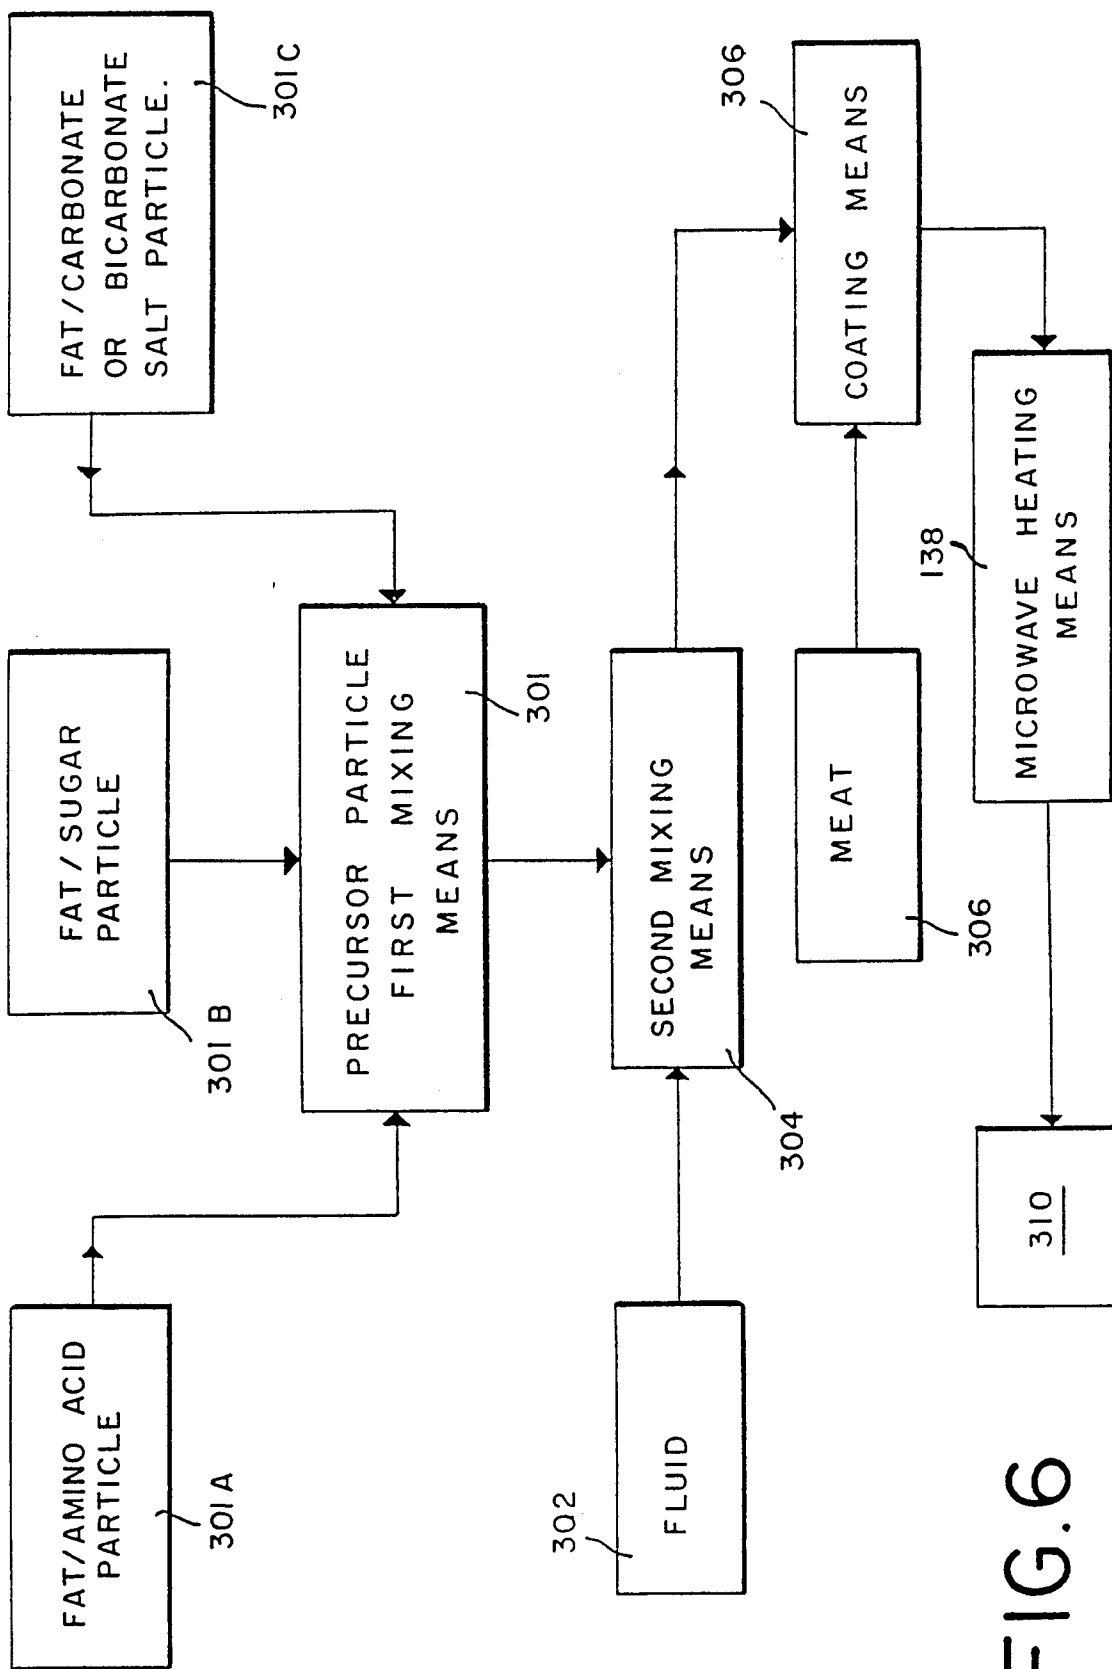 FAT/AMINO ACID
PARTICLE
301A
FAT/SUGAR
PARTICLE
301B
FAT/CARBONATE
OR BICARBONATE
SALT PARTICLE.
301C
PRECURSOR PARTICLE
FIRST MIXING
MEANS
301
302
FLUID
SECOND MIXING
MEANS
304
306
COATING MEANS
MEAT
306
138
MICROWAVE HEATING
MEANS
310
FIG.6